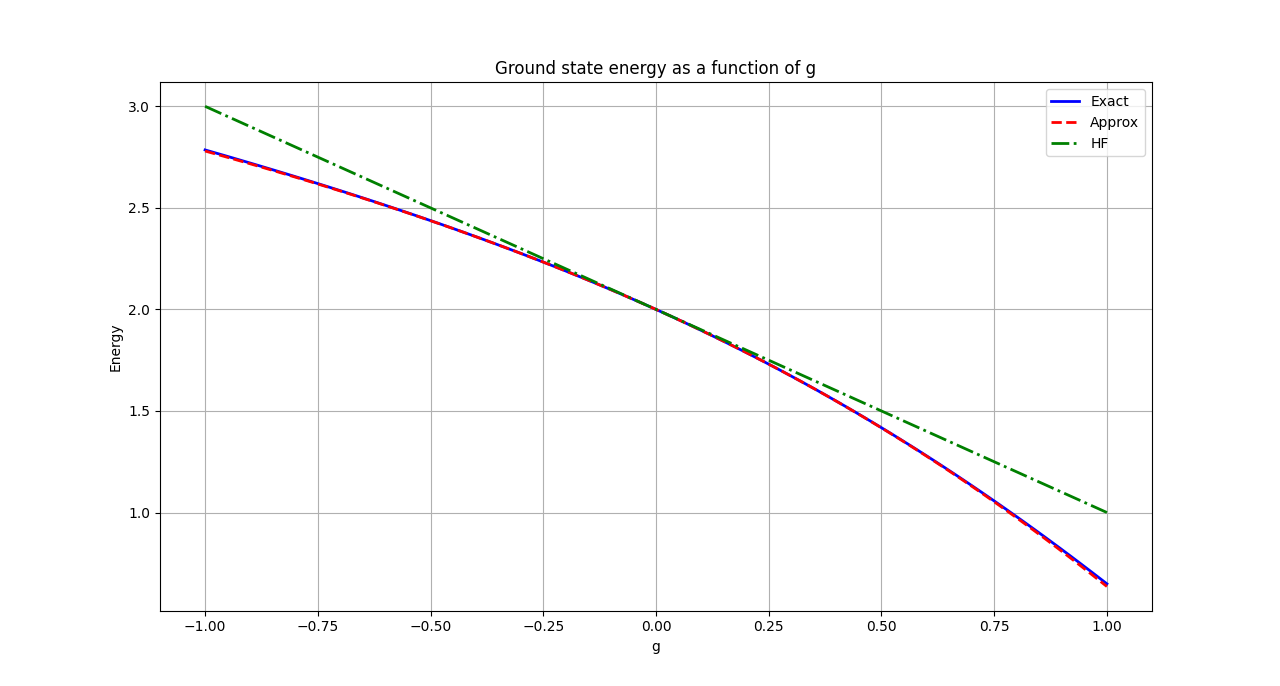 Ground state energy as a function of g
Exact
Approx
HF
3.0
2.5
2.0
1.5
1.0
Energy
−1.00 −0.75 −0.50 −0.25 0.00 0.25 0.50 0.75 1.00
g